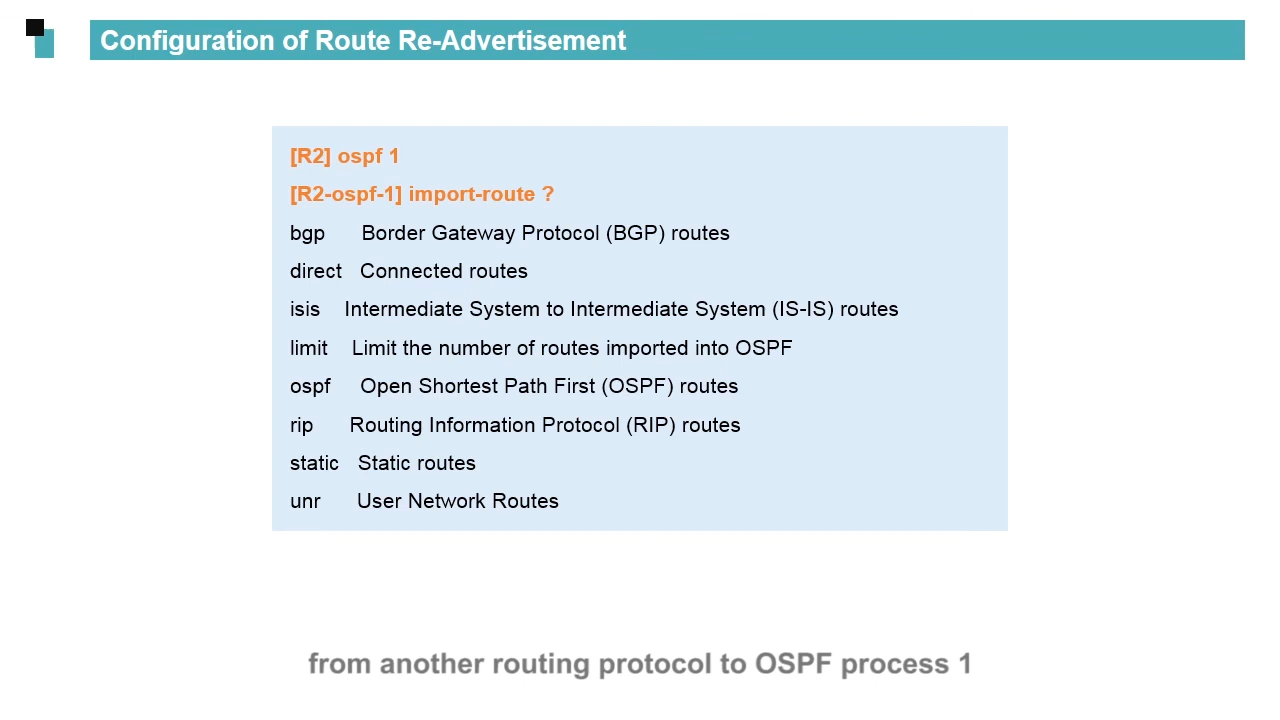 Configuration of Route Re-Advertisement
[R2] ospf 1
[R2-ospf-1] import-route ?
bgp Border Gateway Protocol (BGP) routes
direct Connected routes
isis Intermediate System to Intermediate System (IS-IS) routes
limit Limit the number of routes imported into OSPF
ospf Open Shortest Path First (OSPF) routes
rip Routing Information Protocol (RIP) routes
static Static routes
unr User Network Routes
from another routing protocol to OSPF process 1